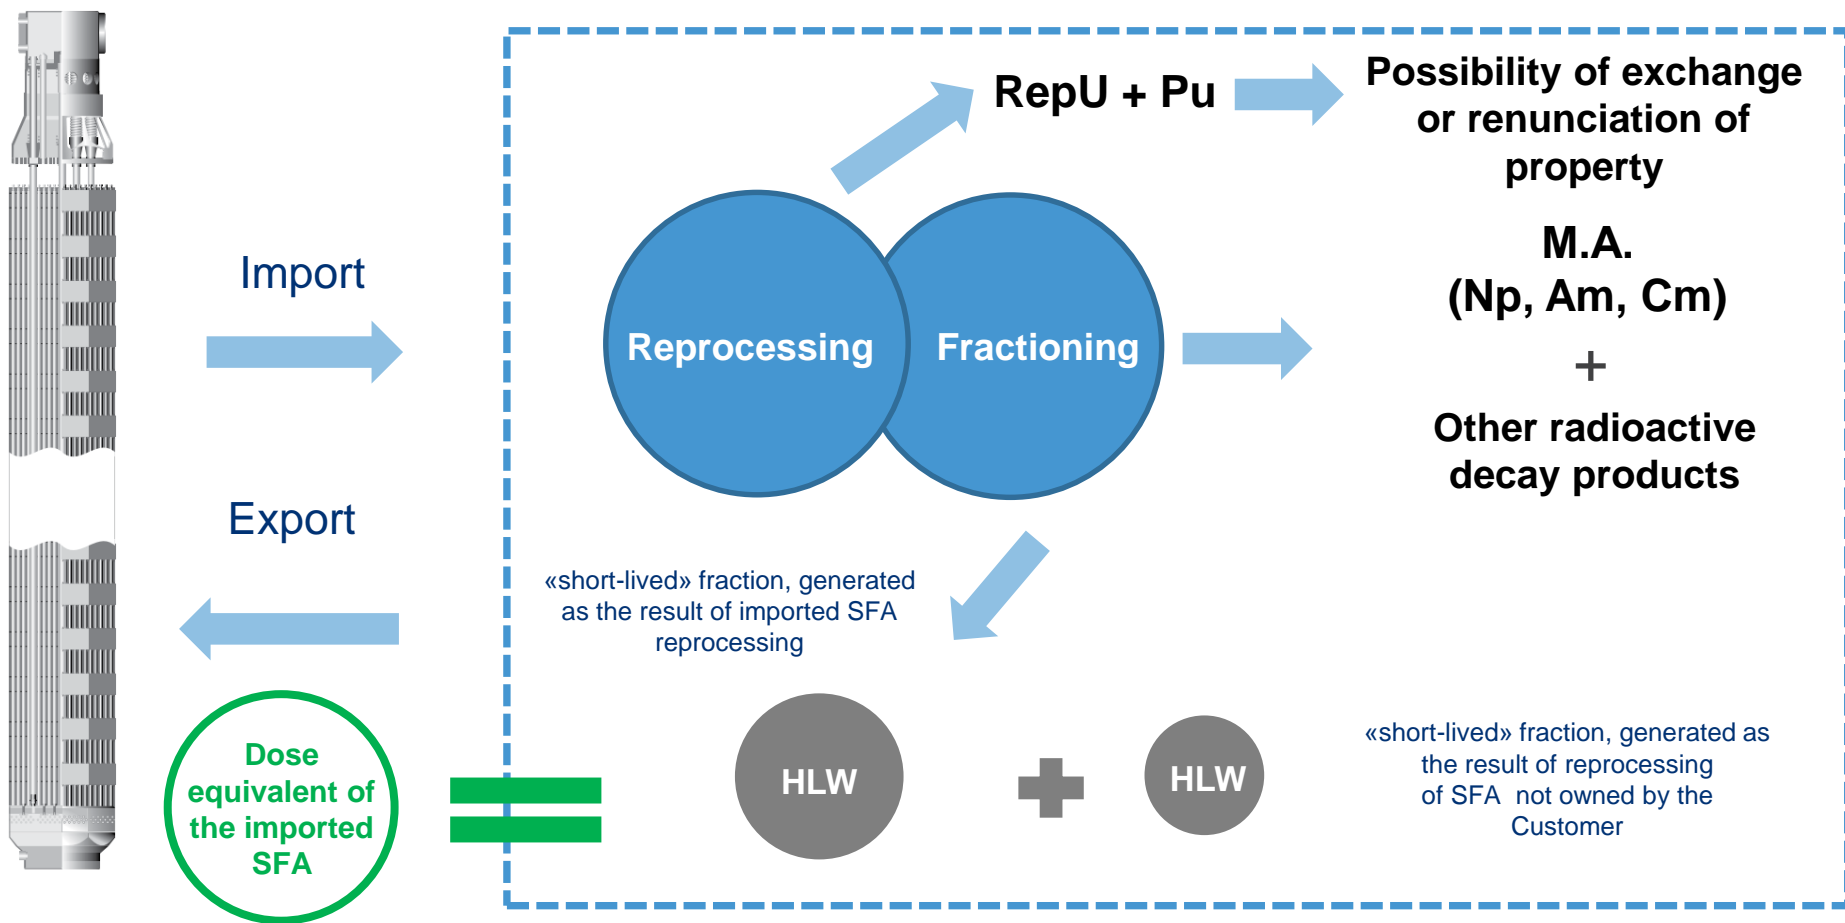 Import
Export
Dose
equivalent of
the imported
SFA
Reprocessing
Fractioning
RepU + Pu
Possibility of exchange
or renunciation of
property
M.A.
(Np, Am, Cm)
+
Other radioactive
decay products
«short-lived» fraction, generated
as the result of imported SFA
reprocessing
HLW
HLW
«short-lived» fraction, generated as
the result of reprocessing
of SFA not owned by the
Customer